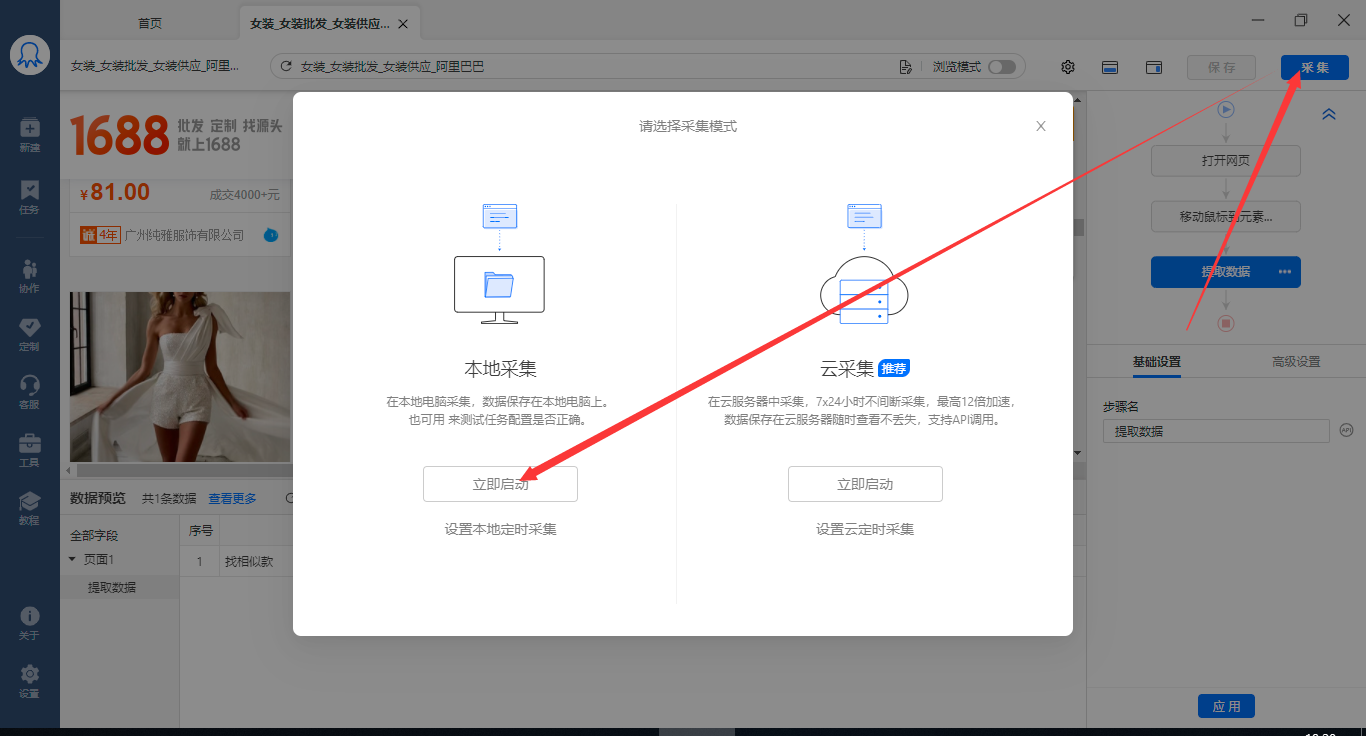 首页
女装_女装批发_女装供应...
女装_女装批发_女装供应_阿里...
女装_女装批发_女装供应_阿里巴巴
浏览模式
保 存
采 集
新建
任务
协作
定制
客服
工具
教程
关于
设置
1688
批发 定制 找源头
就上1688
¥81.00
成交4000+元
诚 4年 广州纯雅服饰有限公司
请选择采集模式
X
本地采集
在本地电脑采集，数据保存在本地电脑上。
也可用 来测试任务配置是否正确。
立即启动
设置本地定时采集
云采集 推荐
在云服务器中采集，7x24小时不间断采集，最高12倍加速，
数据保存在云服务器随时查看不丢失，支持API调用。
立即启动
设置云定时采集
打开网页
移动鼠标到元素...
提取数据
基础设置
高级设置
步骤名
提取数据
API
应 用
数据预览
共1条数据
查看更多
全部字段
页面1
提取数据
序号
1
找相似款